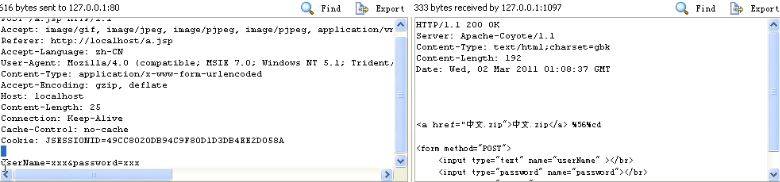 616 bytes sent to 127.0.0.1:80
Find
Export
POST /a.jsp HTTP/1.1
Accept: image/gif, image/jpeg, image/pjpeg, image/pjpeg, application/
Referer: http://localhost/a.jsp
Accept-Language: zh-CN
User-Agent: Mozilla/4.0 (compatible; MSIE 7.0; Windows NT 5.1; Trident/
Content-Type: application/x-www-form-urlencoded
Accept-Encoding: gzip, deflate
Host: localhost
Content-Length: 25
Connection: Keep-Alive
Cache-Control: no-cache
Cookie: JSESSIONID=49CC8020DB94C9F80D1D3DB4EE2D058A
userName=xxx&password=xxx
333 bytes received by 127.0.0.1:1097
Find
Export
HTTP/1.1 200 OK
Server: Apache-Coyote/1.1
Content-Type: text/html;charset=gbk
Content-Length: 192
Date: Wed, 02 Mar 2011 01:08:37 GMT
<a href="中文.zip">中文.zip</a> %56%cd
<form method="POST">
<input type="text" name="userName" ></br>
<input type="password" name="password"></br>